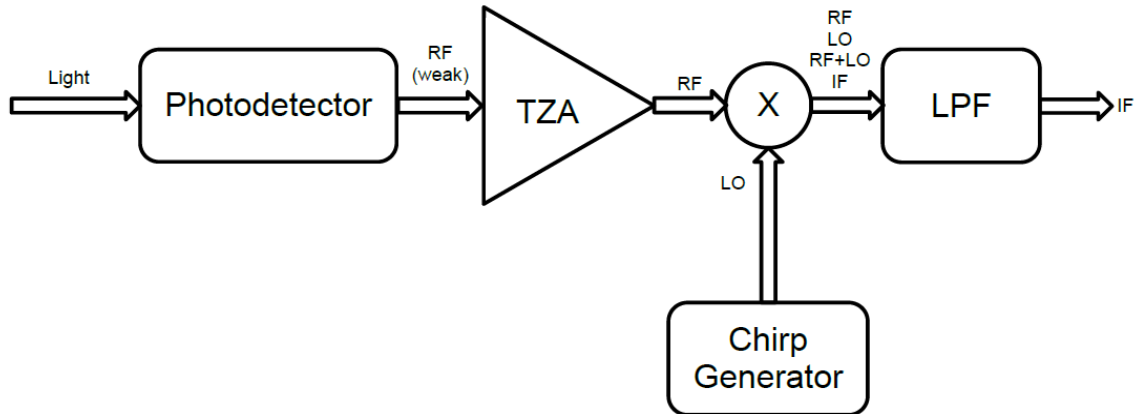 Light
Photodetector
RF
(weak)
TZA
RF
X
RF
LO
RF+LO
IF
LPF
IF
LO
Chirp
Generator